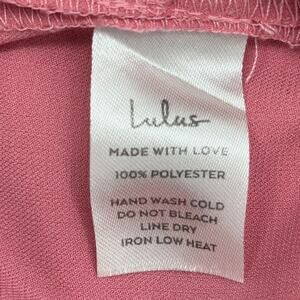 Lulus
MADE WITH LOVE
100% POLYESTER
HAND WASH COLD
DO NOT BLEACH
LINE DRY
IRON LOW HEAT